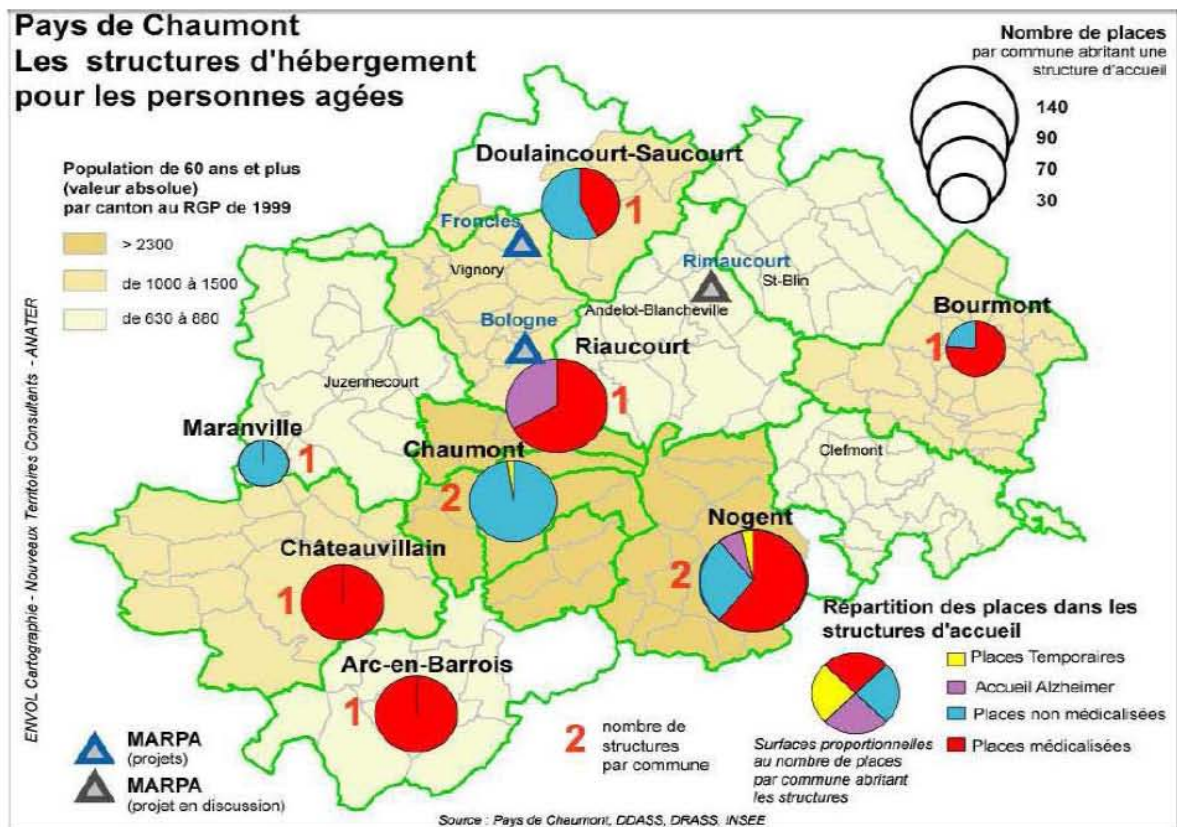 Pays de Chaumont
Les structures d'hébergement
pour les personnes agées
Nombre de places
par commune abritant une
structure d'accueil
140
90
70
30
Population de 60 ans et plus
(valeur absolue)
par canton au RGP de 1999
> 2300
de 1000 à 1500
de 630 à 880
Doulaincourt-Saucourt
1
Froncles
Vignory
Rimaucourt
St-Blin
Andelot-Blancheville
Bourmont
1
Bologne
Riaucourt
1
Juzennecourt
Maranville
1
Chaumont
2
Clefmont
Nogent
2
Châteauvillain
1
Arc-en-Barrois
1
Répartition des places dans les
structures d'accueil
Places Temporaires
Accueil Alzheimer
Places non médicalisées
Places médicalisées
Surfaces proportionnelles
au nombre de places
par commune abritant
les structures
2
nombre de
structures
par commune
MARPA
(projets)
MARPA
(projet en discussion)
Source : Pays de Chaumont, DDASS, DRASS, INSEE
ENVOL Cartographie - Nouveaux Territoires Consultants - ANATER